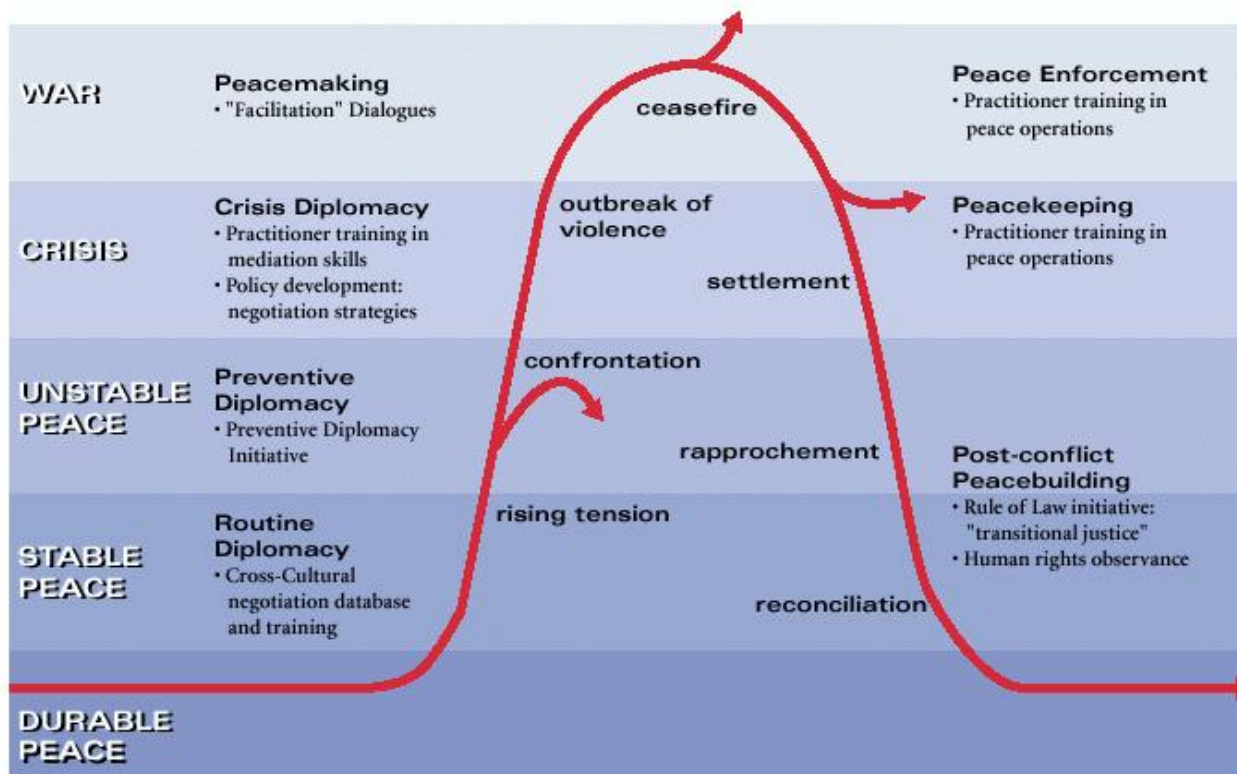 WAR
Peacemaking
• "Facilitation" Dialogues
ceasefire
Peace Enforcement
• Practitioner training in
peace operations
CRISIS
Crisis Diplomacy
• Practitioner training in
mediation skills
• Policy development:
negotiation strategies
outbreak of
violence
settlement
Peacekeeping
• Practitioner training in
peace operations
UNSTABLE
PEACE
Preventive
Diplomacy
• Preventive Diplomacy
Initiative
confrontation
rapprochement
Post-conflict
Peacebuilding
• Rule of Law initiative:
"transitional justice"
• Human rights observance
STABLE
PEACE
Routine
Diplomacy
• Cross-Cultural
negotiation database
and training
rising tension
reconciliation
DURABLE
PEACE